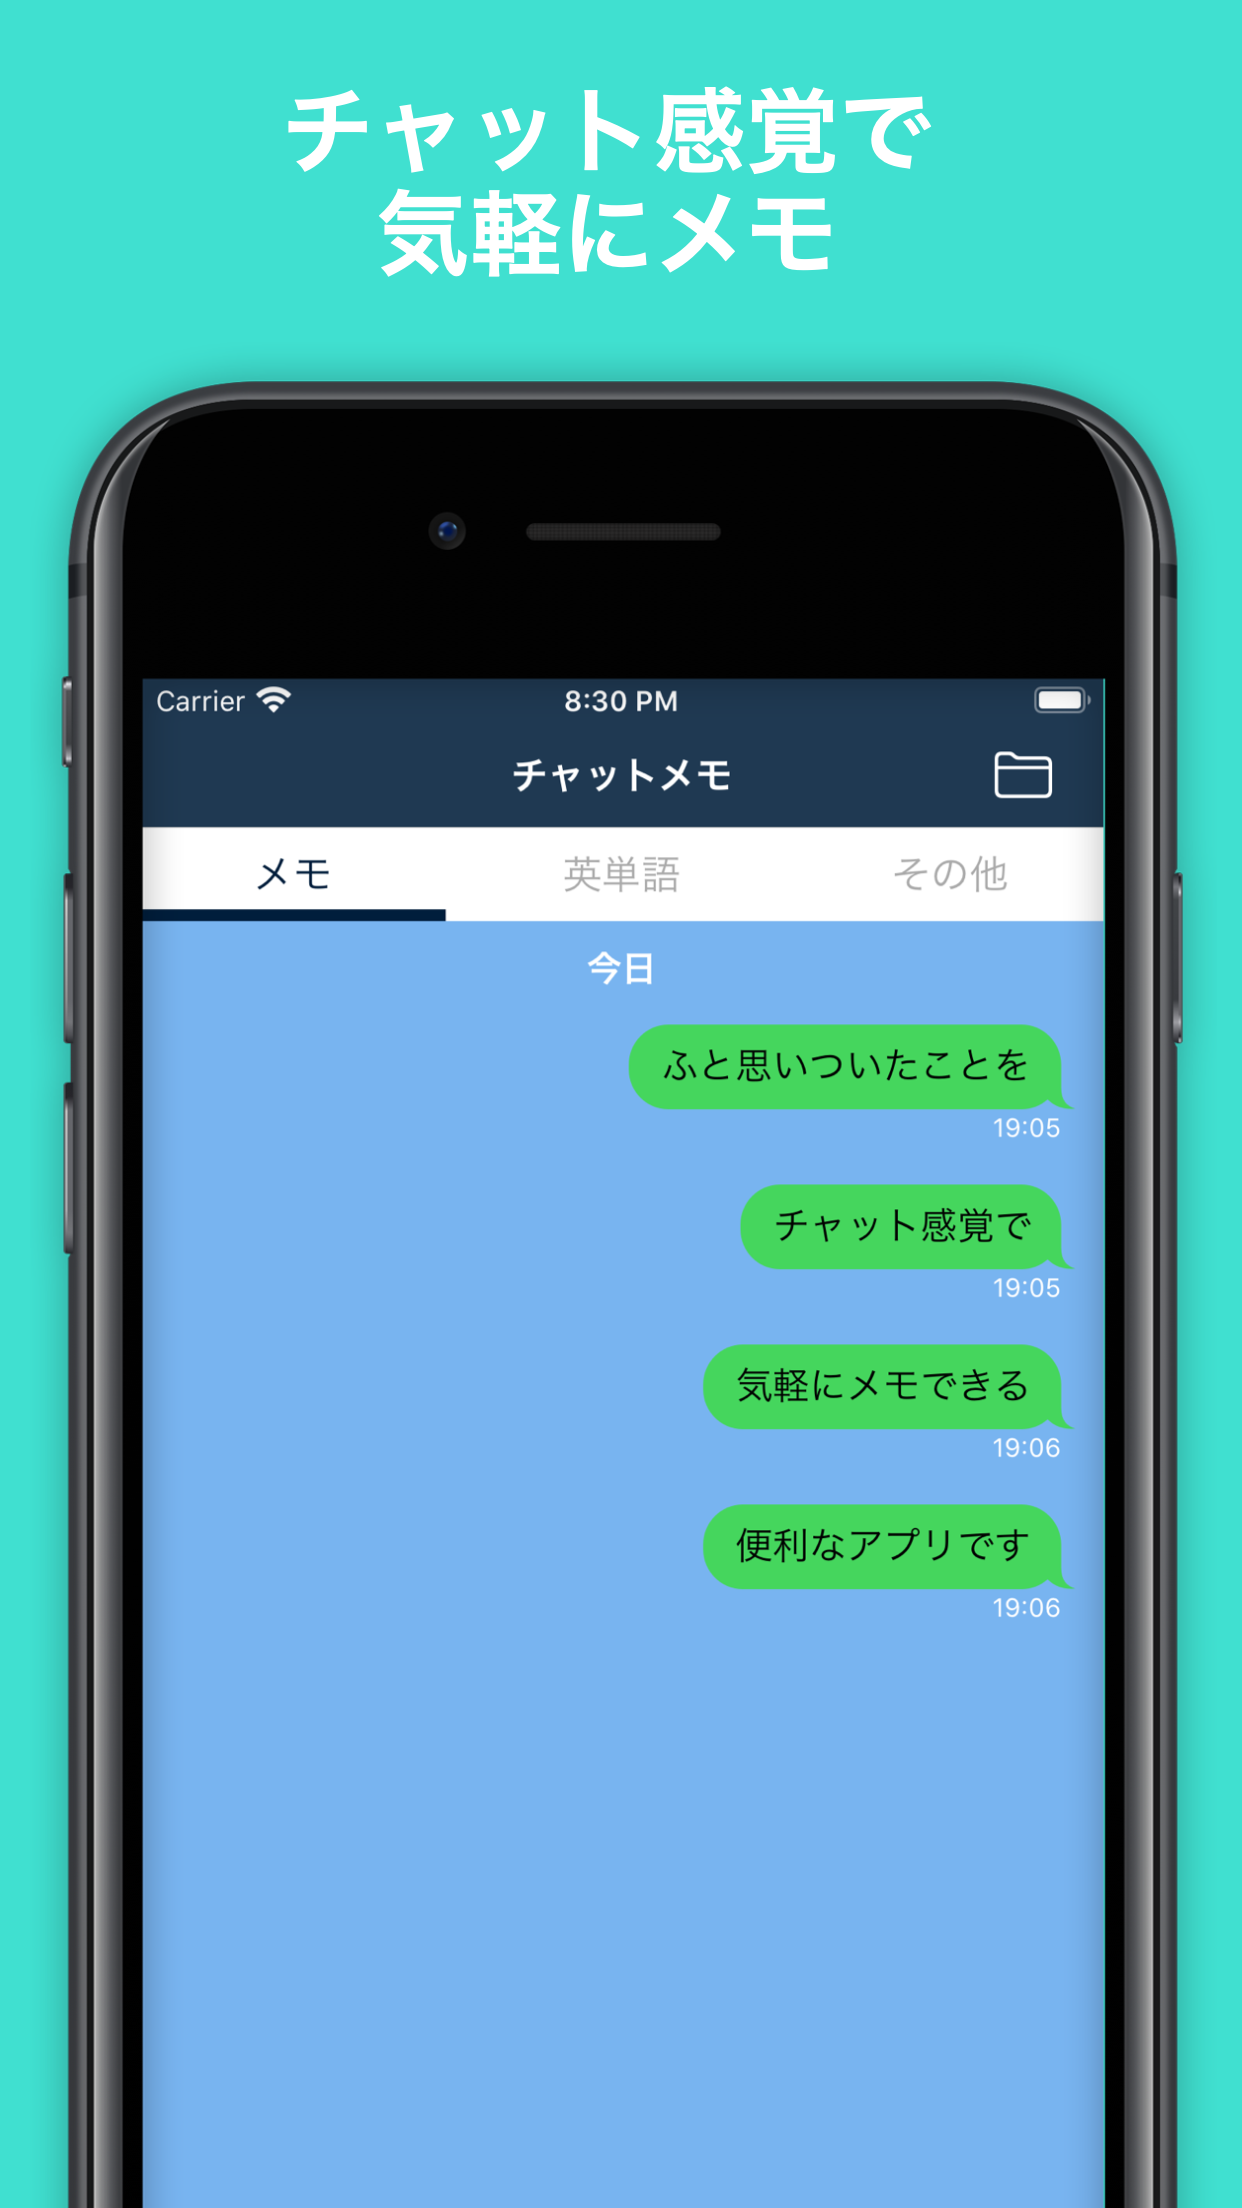 チャット感覚で
気軽にメモ
Carrier 8:30 PM
チャットメモ
メモ 英単語 その他
今日
ふと思いついたことを
19:05
チャット感覚で
19:05
気軽にメモできる
19:06
便利なアプリです
19:06